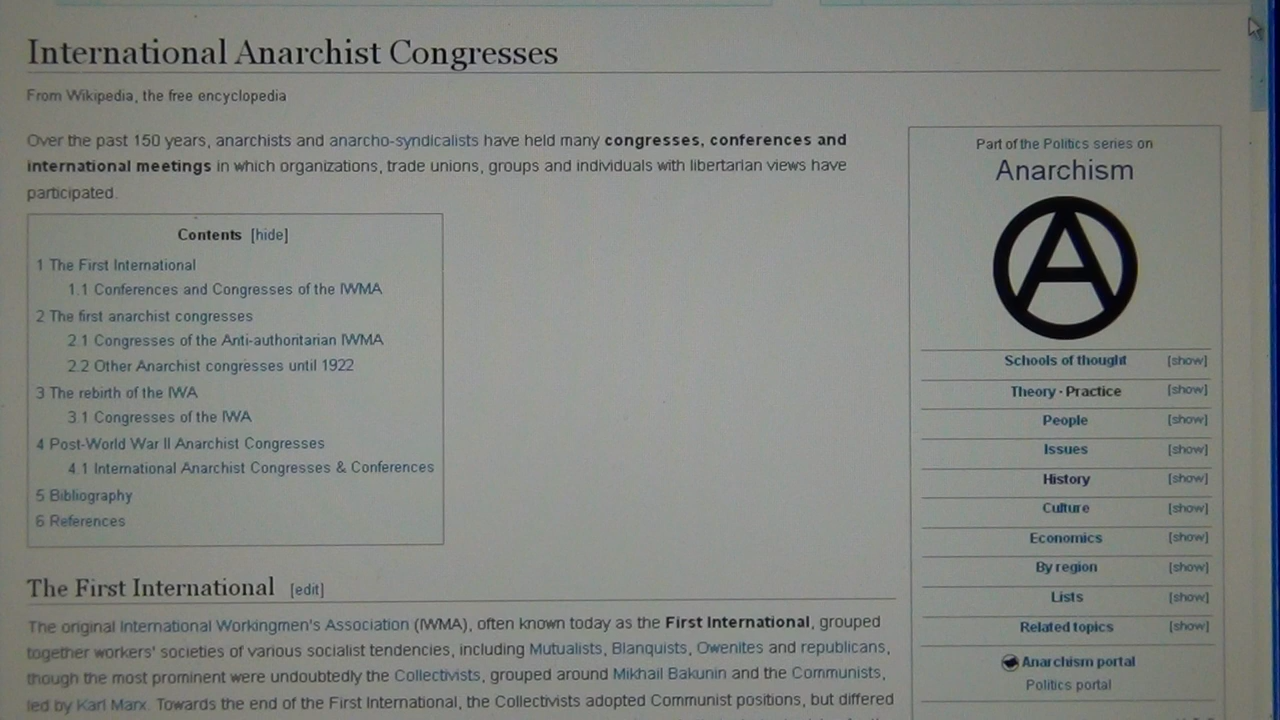 International Anarchist Congresses
From Wikipedia, the free encyclopedia
Over the past 150 years, anarchists and anarcho-syndicalists have held many congresses, conferences and
international meetings in which organizations, trade unions, groups and individuals with libertarian views have
participated.
Contents [hide]
1 The First International
1.1 Conferences and Congresses of the IWMA
2 The first anarchist congresses
2.1 Congresses of the Anti-authoritarian IWMA
2.2 Other Anarchist congresses until 1922
3 The rebirth of the IWA
3.1 Congresses of the IWA
4 Post-World War II Anarchist Congresses
4.1 International Anarchist Congresses & Conferences
5 Bibliography
6 References
The First International [edit]
The original International Workingmen's Association (IWMA), often known today as the First International, grouped
together workers' societies of various socialist tendencies, including Mutualists, Blanquists, Owenites and republicans,
though the most prominent were undoubtedly the Collectivists, grouped around Mikhail Bakunin and the Communists,
led by Karl Marx. Towards the end of the First International, the Collectivists adopted Communist positions, but differed
Part of the Politics series on
Anarchism
Schools of thought [show]
Theory · Practice [show]
People [show]
Issues [show]
History [show]
Culture [show]
Economics [show]
By region [show]
Lists [show]
Related topics [show]
Anarchism portal
Politics portal